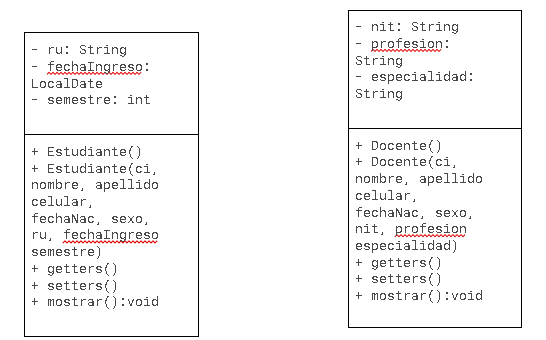 - ru: String
- fechaIngreso:
LocalDate
- semestre: int
+ Estudiante()
+ Estudiante(ci,
nombre, apellido
celular,
fechaNac, sexo,
ru, fechaIngreso
semestre)
+ getters()
+ setters()
+ mostrar():void
- nit: String
- profesion:
String
- especialidad:
String
+ Docente()
+ Docente(ci,
nombre, apellido
celular,
fechaNac, sexo,
nit, profesion
especialidad)
+ getters()
+ setters()
+ mostrar():void